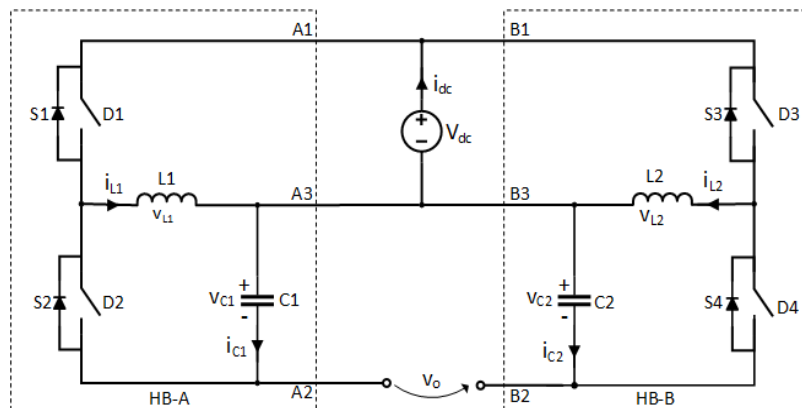 A1 B1
i_dc
S1 D1 + S3 D3
V_dc
-
i_L1 L1 A3 B3 L2 i_L2
v_L1 v_L2
S2 D2 + + S4 D4
v_C1 C1 v_C2 C2
- -
i_C1 i_C2
v_o
HB-A A2 B2 HB-B